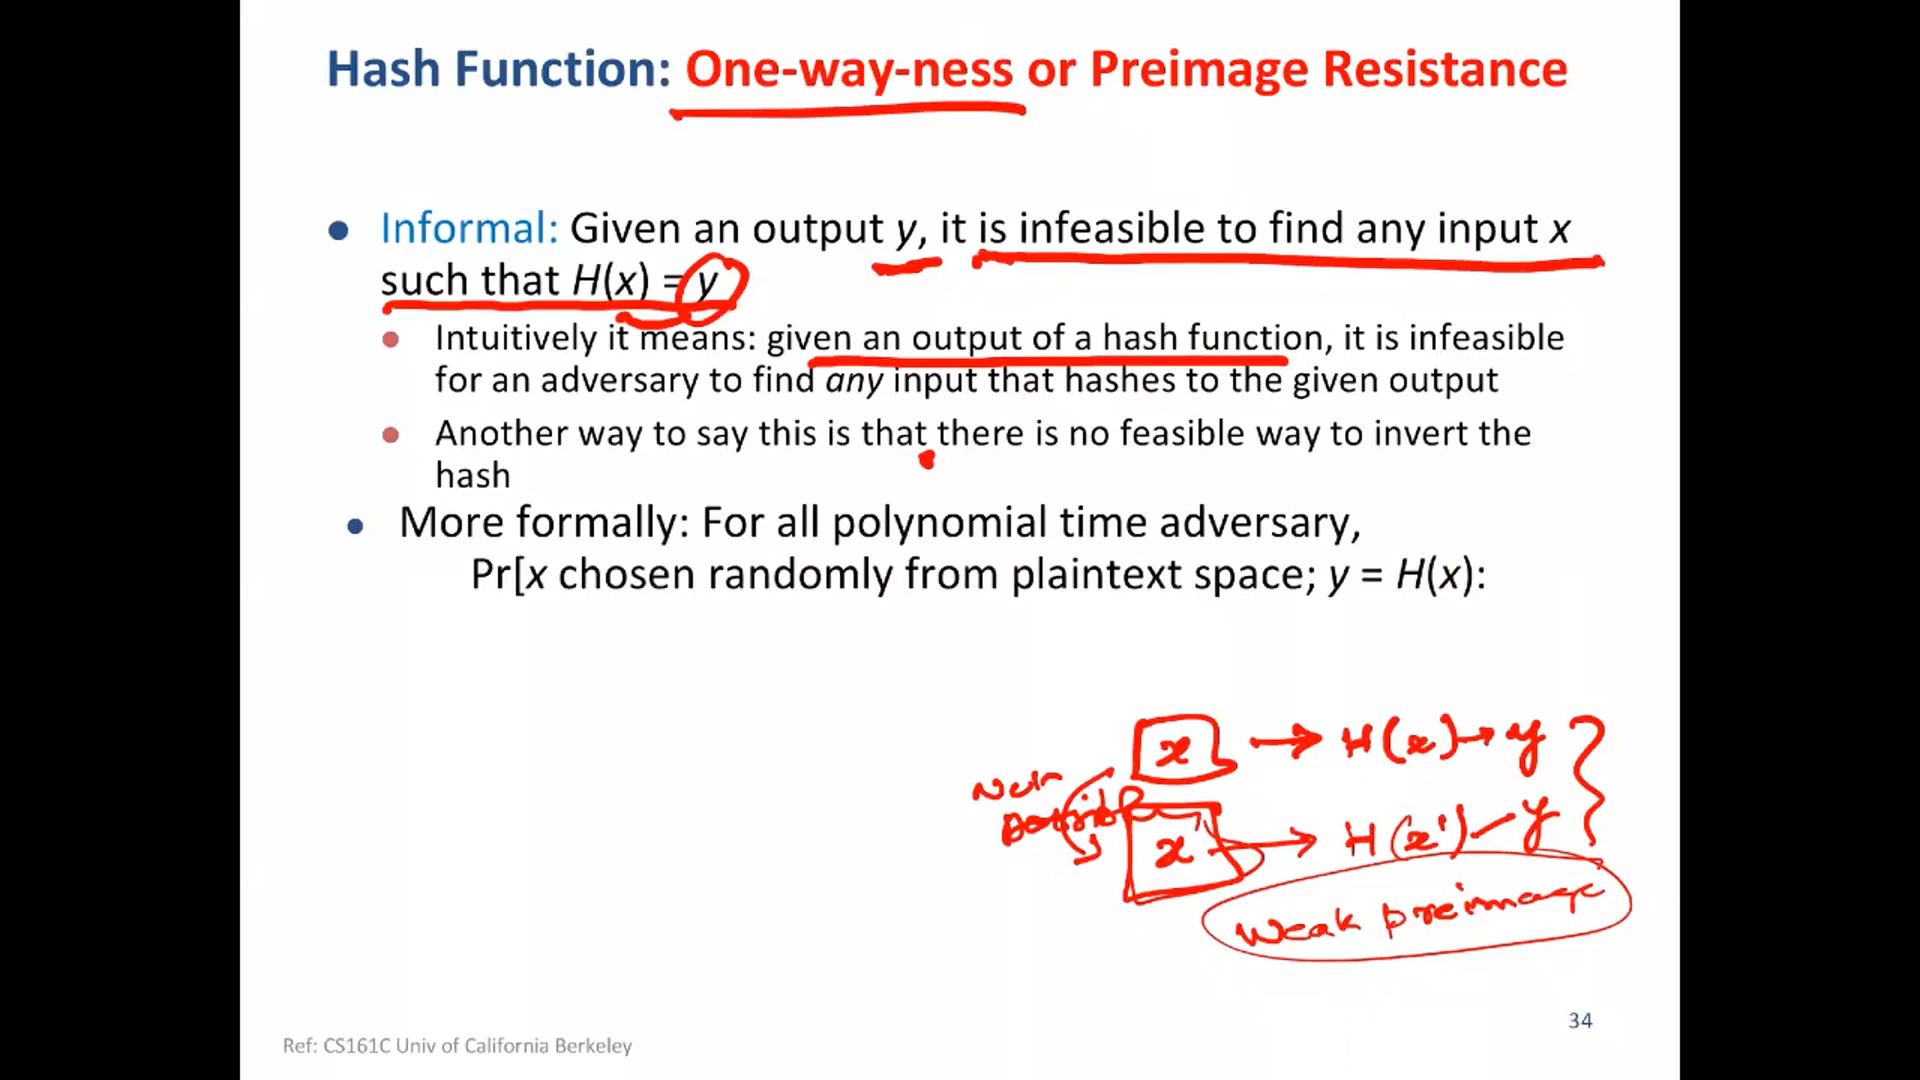 Hash Function: One-way-ness or Preimage Resistance
Informal: Given an output y, it is infeasible to find any input x
such that H(x) = y
Intuitively it means: given an output of a hash function, it is infeasible
for an adversary to find any input that hashes to the given output
Another way to say this is that there is no feasible way to invert the
hash
More formally: For all polynomial time adversary,
Pr[x chosen randomly from plaintext space; y = H(x):
x → H(x) → y
x' → H(x') — y
Weak preimage
34
Ref: CS161C Univ of California Berkeley